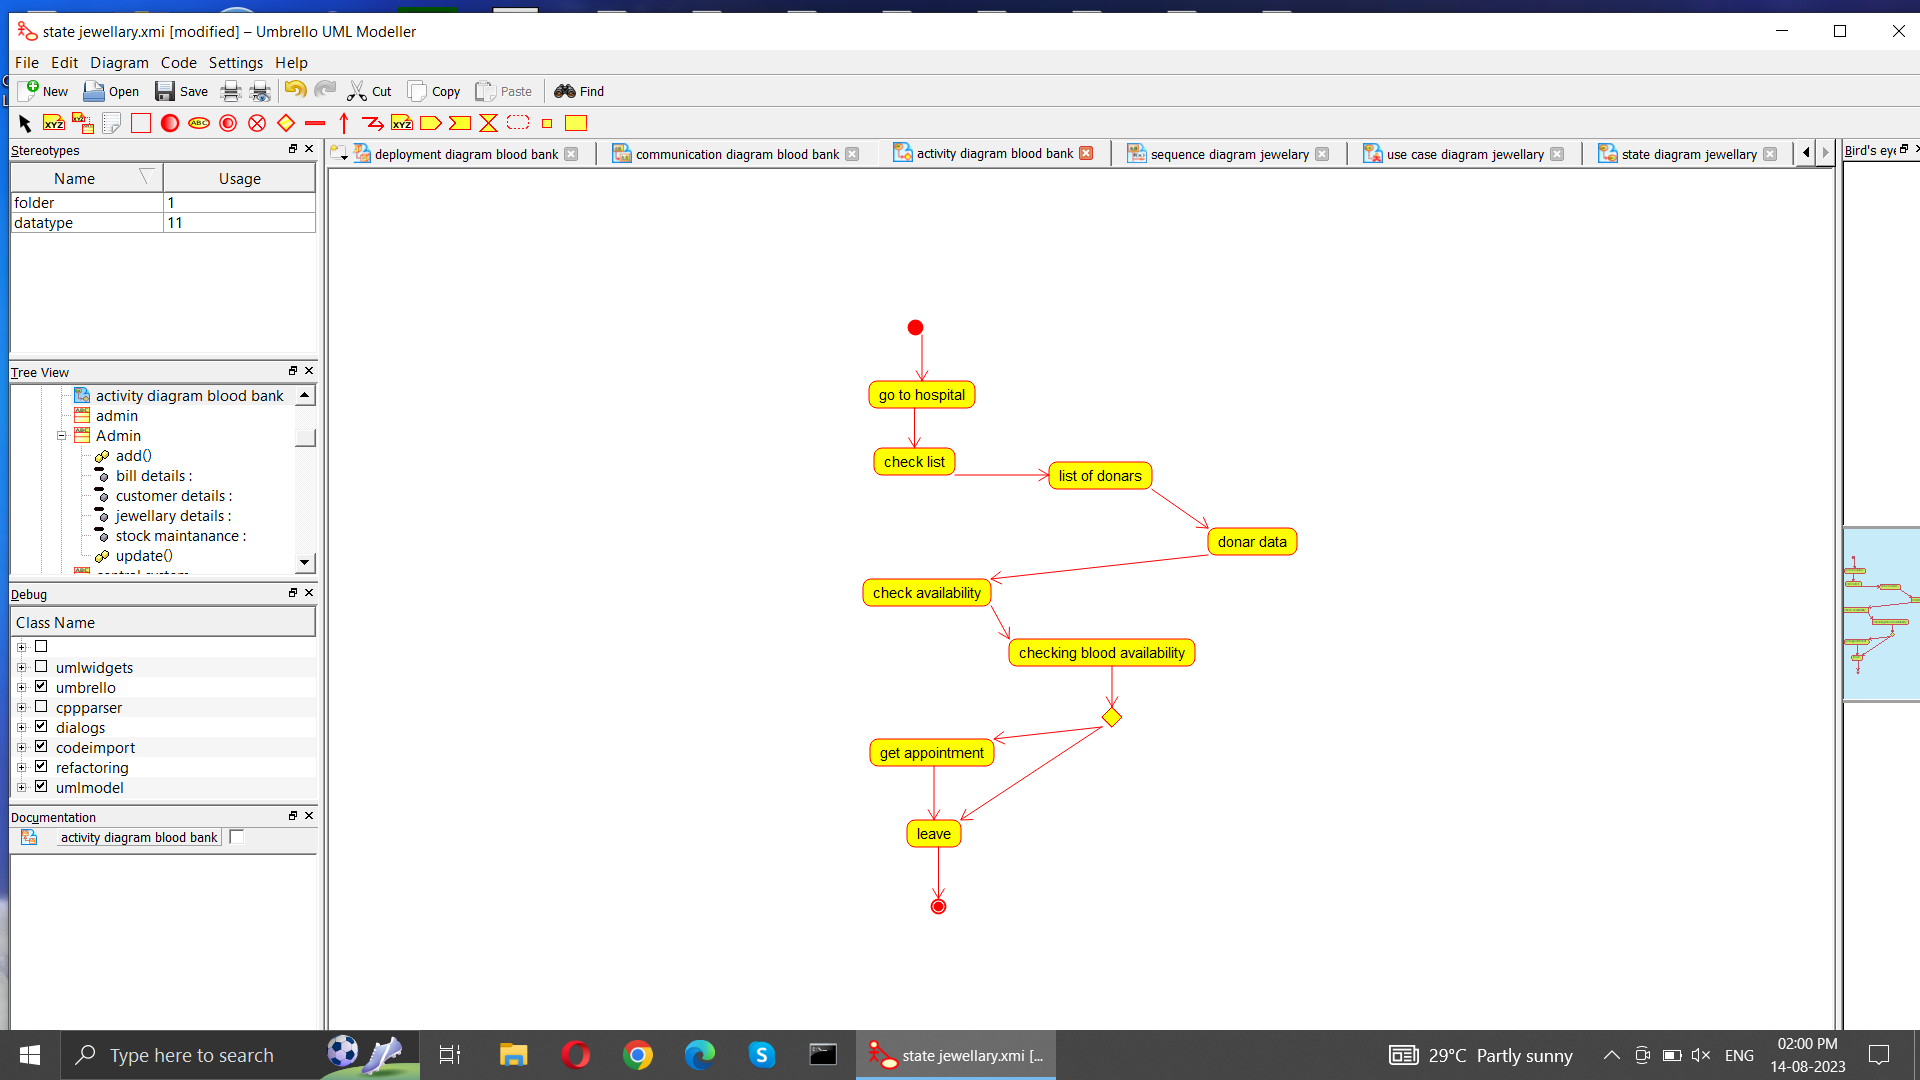 state jewellary.xmi [modified] – Umbrello UML Modeller
File Edit Diagram Code Settings Help
New Open Save Cut Copy Paste Find
XYZ ABC XYZ
Stereotypes
Name Usage
folder 1
datatype 11
deployment diagram blood bank
communication diagram blood bank
activity diagram blood bank
sequence diagram jewelary
use case diagram jewellary
state diagram jewellary
Bird's eye
Tree View
activity diagram blood bank
admin
Admin
add()
bill details :
customer details :
jewellary details :
stock maintanance :
update()
Debug
Class Name
umlwidgets
umbrello
cppparser
dialogs
codeimport
refactoring
umlmodel
Documentation
activity diagram blood bank
go to hospital
check list
list of donars
donar data
check availability
checking blood availability
get appointment
leave
Type here to search
state jewellary.xmi [...
29°C Partly sunny
ENG
02:00 PM
14-08-2023